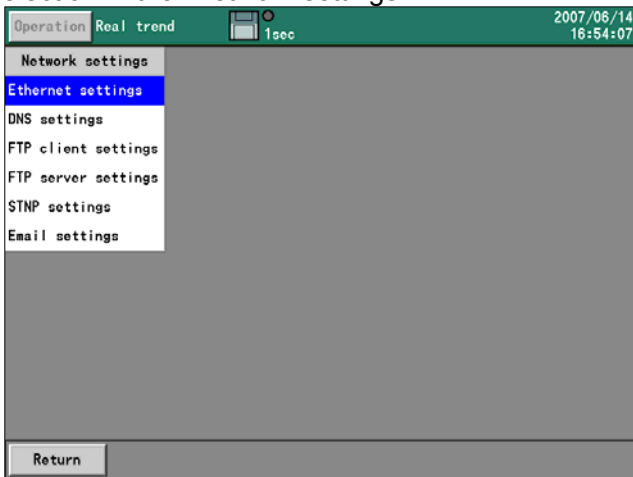 Operation Real trend 1sec 2007/06/14
16:54:07
Network settings
Ethernet settings
DNS settings
FTP client settings
FTP server settings
STNP settings
Email settings
Return